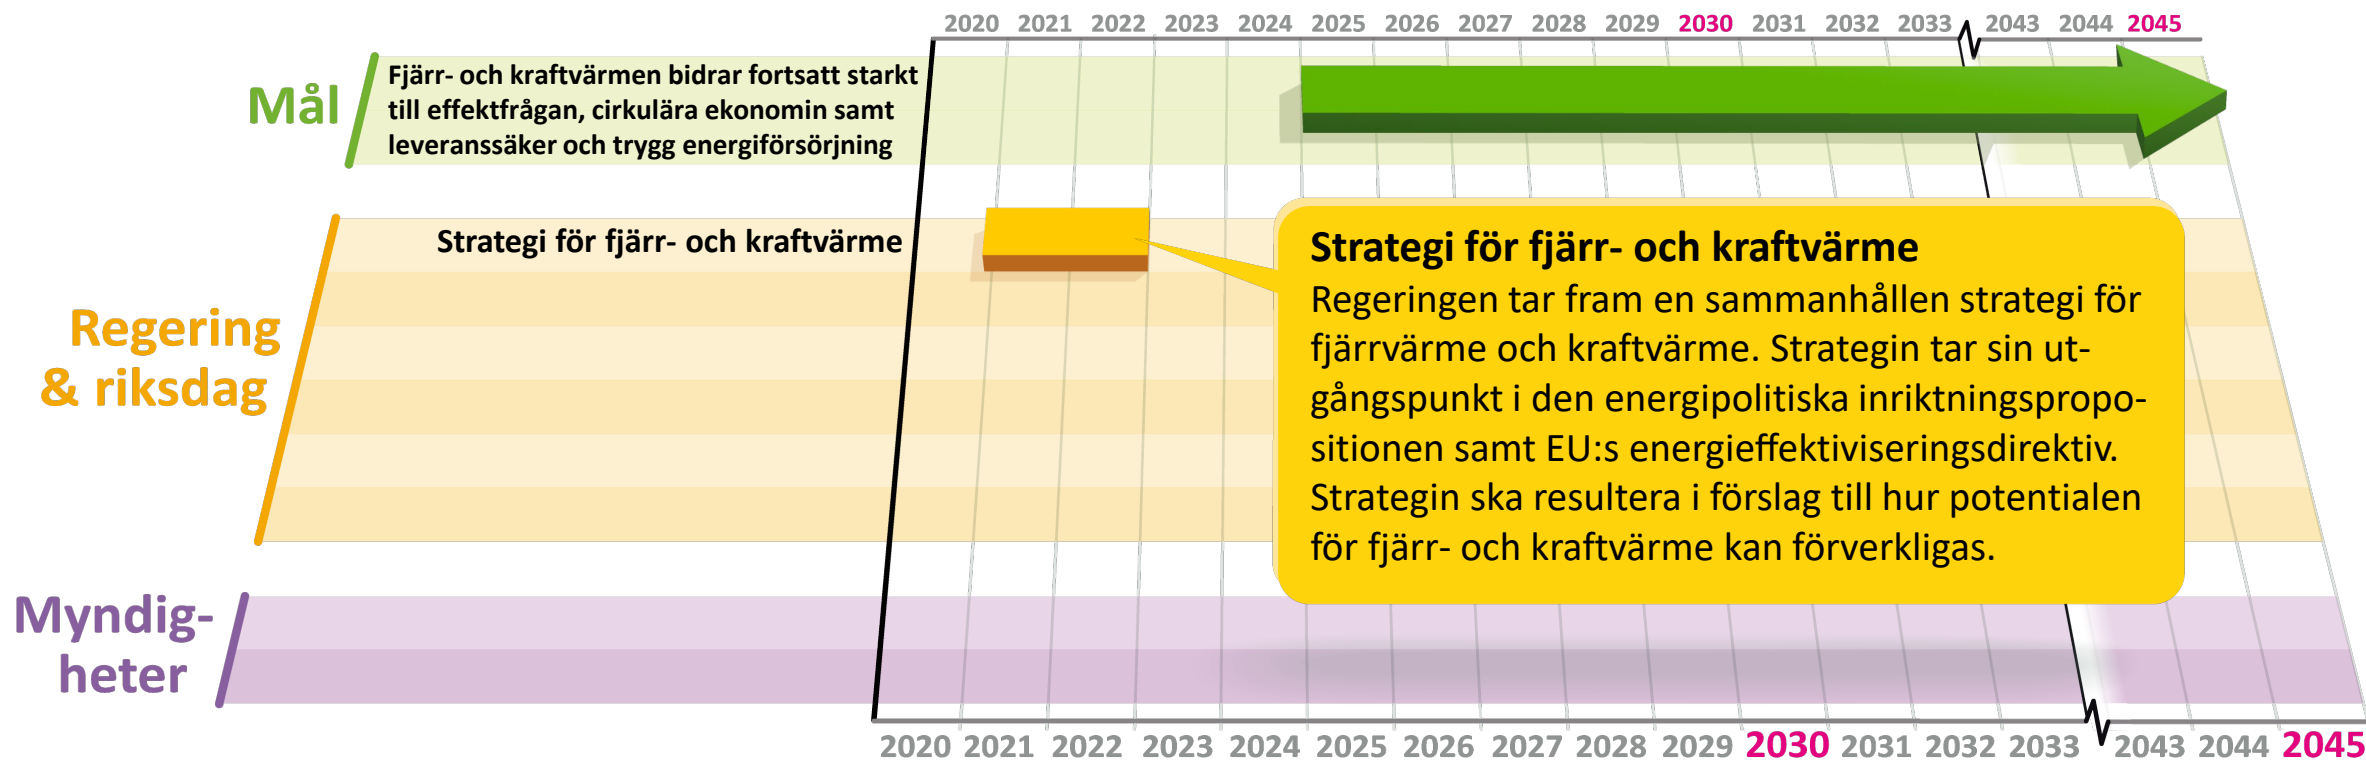 2020 2021 2022 2023 2024 2025 2026 2027 2028 2029 2030 2031 2032 2033 2043 2044 2045
Mål
Fjärr- och kraftvärmen bidrar fortsatt starkt
till effektfrågan, cirkulära ekonomin samt
leveranssäker och trygg energiförsörjning
Regering
& riksdag
Strategi för fjärr- och kraftvärme
Strategi för fjärr- och kraftvärme
Regeringen tar fram en sammanhållen strategi för
fjärrvärme och kraftvärme. Strategin tar sin ut-
gångspunkt i den energipolitiska inriktningspropo-
sitionen samt EU:s energieffektiviseringsdirektiv.
Strategin ska resultera i förslag till hur potentialen
för fjärr- och kraftvärme kan förverkligas.
Myndig-
heter
2020 2021 2022 2023 2024 2025 2026 2027 2028 2029 2030 2031 2032 2033 2043 2044 2045